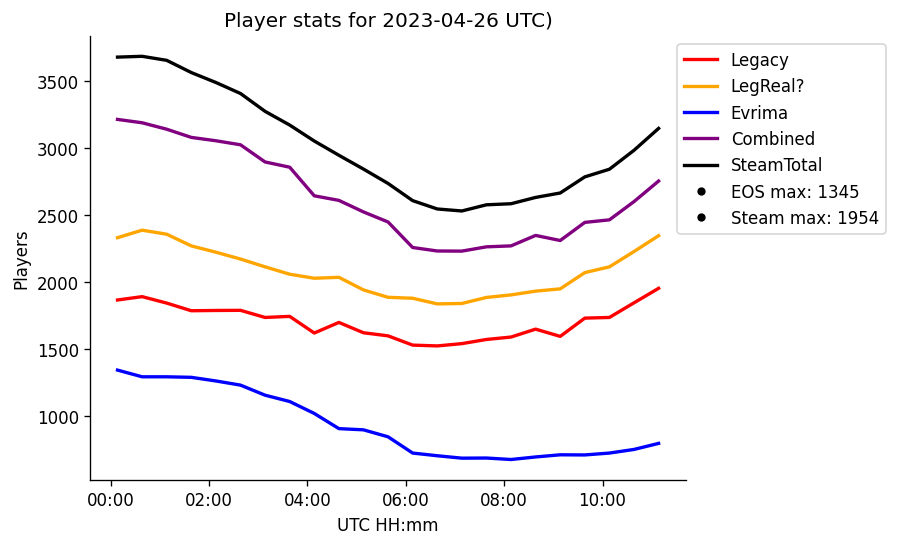 Player stats for 2023-04-26 UTC)
Players
3500
3000
2500
2000
1500
1000
00:00 02:00 04:00 06:00 08:00 10:00
UTC HH:mm
Legacy
LegReal?
Evrima
Combined
SteamTotal
EOS max: 1345
Steam max: 1954